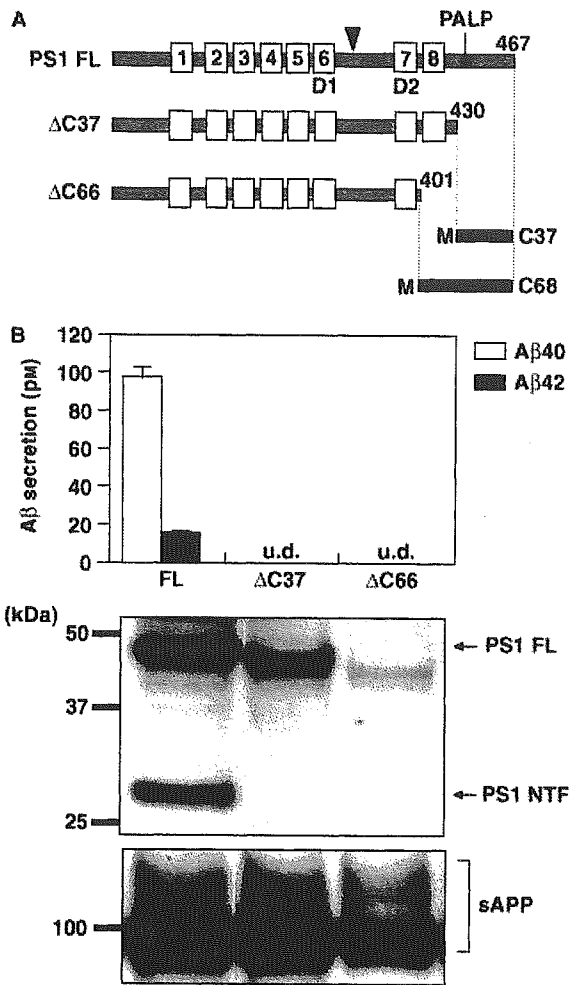 A
PALP
PS1 FL 1 2 3 4 5 6 7 8 467
D1 D2
ΔC37 430
ΔC66 401
M C37
M C68
B
Aβ secretion (pM)
120
100
80
60
40
20
0
Aβ40
Aβ42
u.d. u.d.
FL ΔC37 ΔC66
(kDa)
50
37
25
PS1 FL
PS1 NTF
100
sAPP